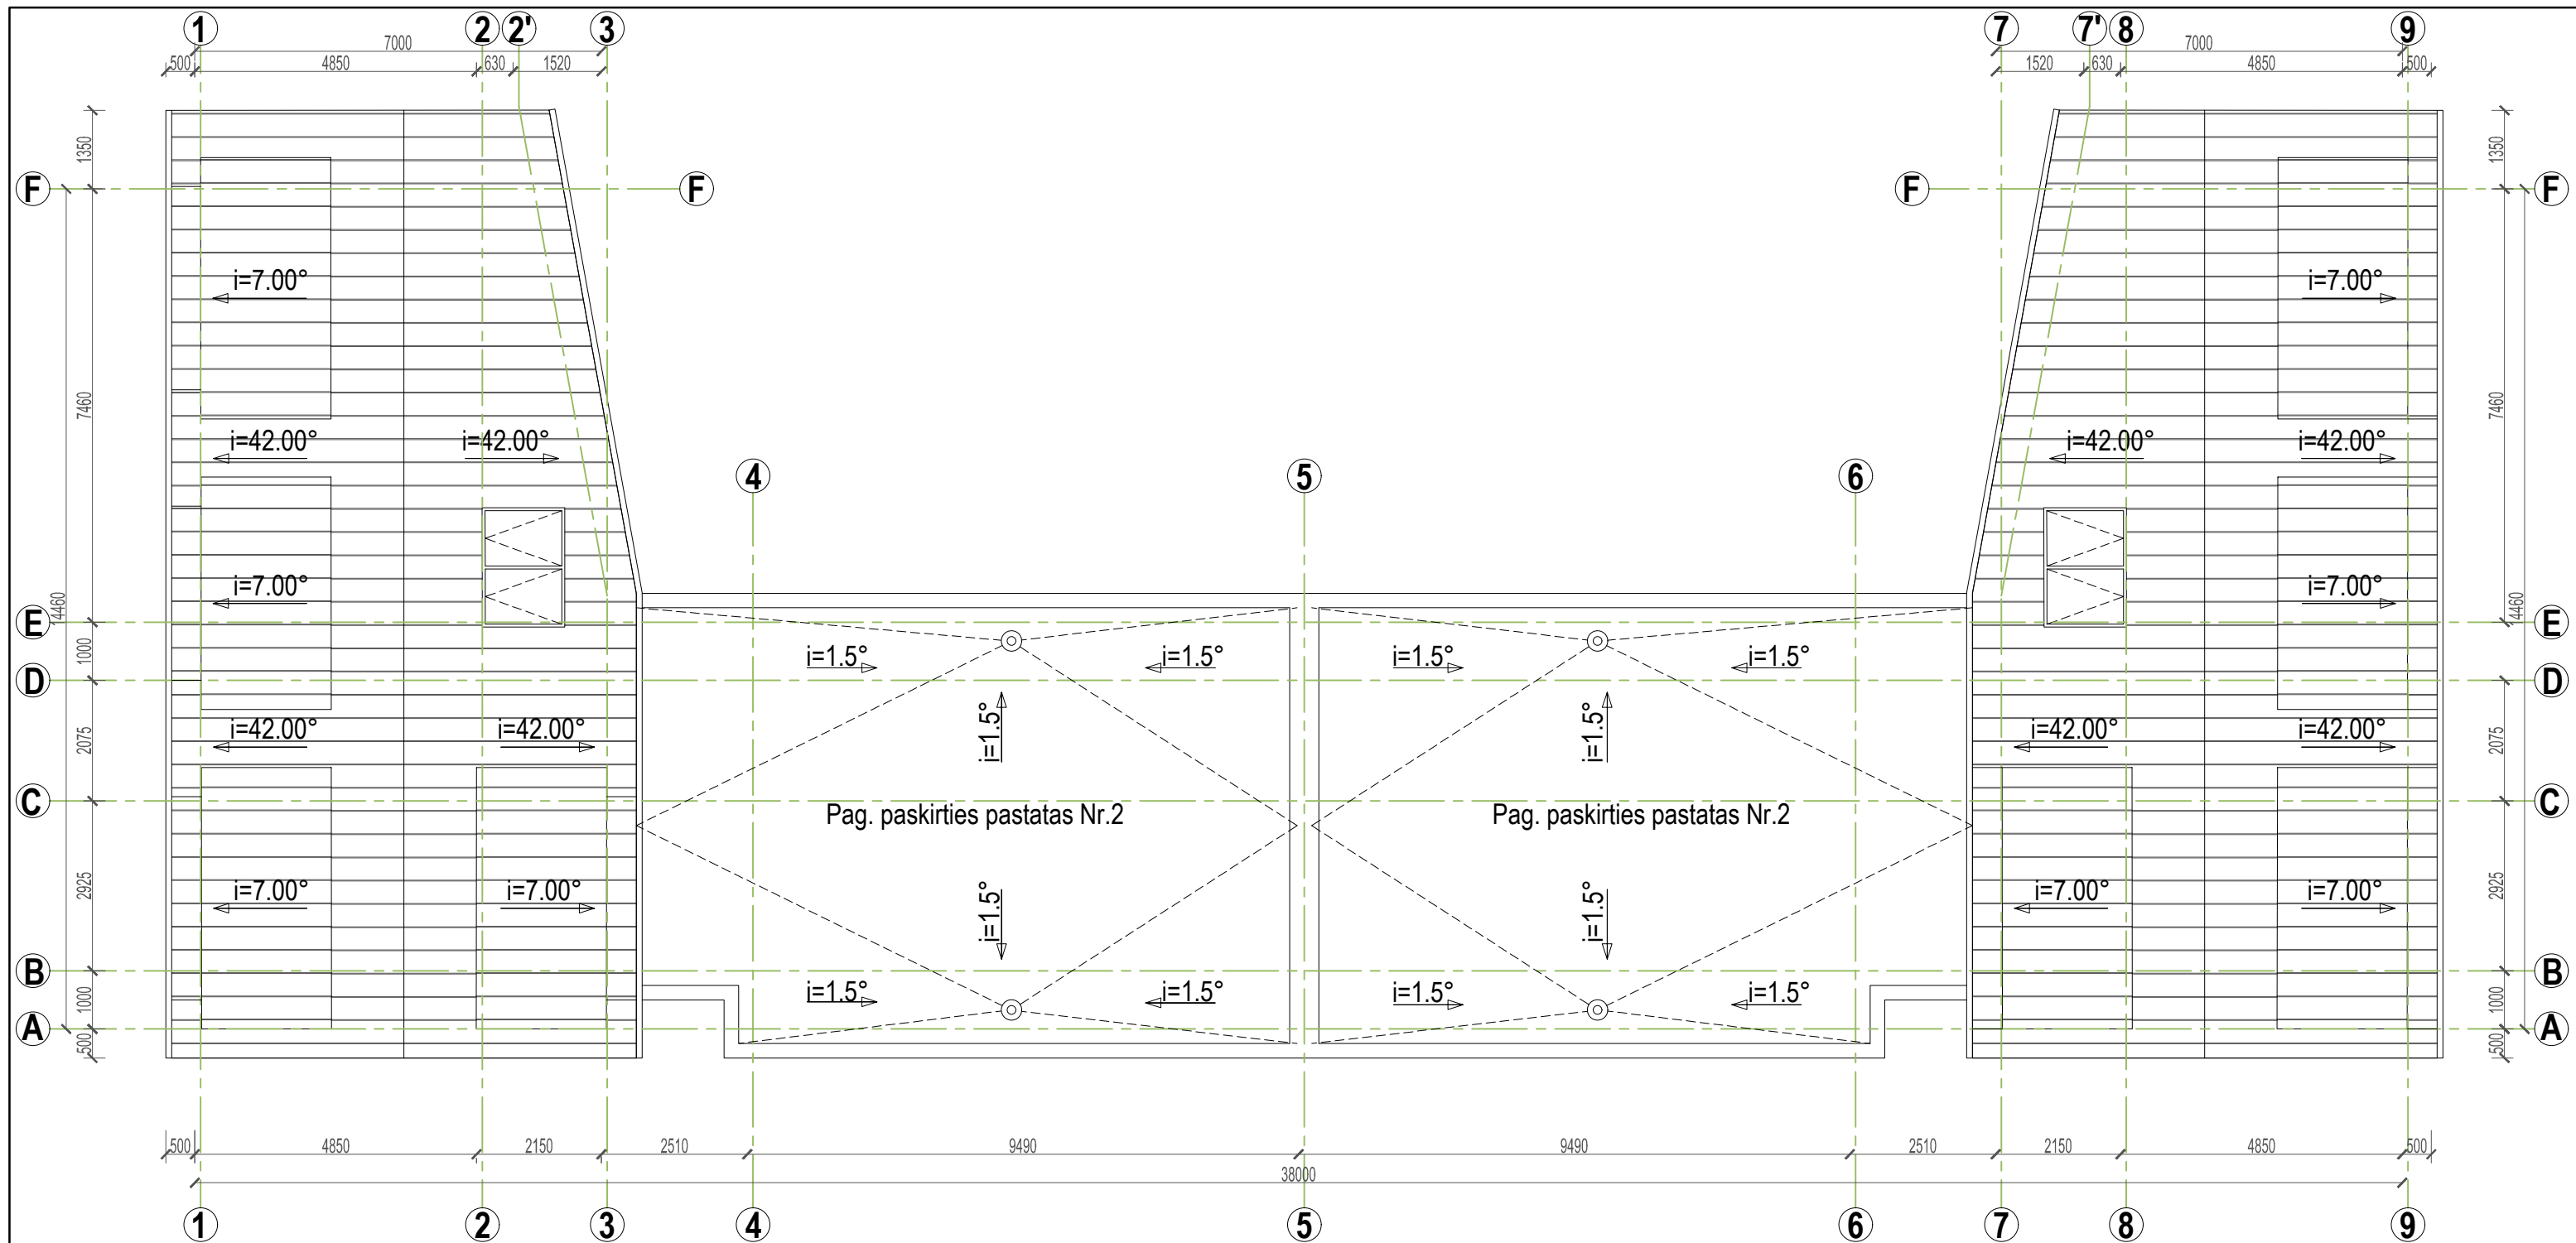 1 2 2' 3 7 7' 8 9
7000 7000
500 4850 630 1520 1520 630 4850 500
1350 1350
F F F F
i=7.00° i=7.00°
7460 7460
i=42.00° i=42.00° i=42.00° i=42.00°
4 5 6
i=7.00° i=7.00°
14460 14460
E E
1000
i=1.5° i=1.5° i=1.5° i=1.5°
D D
i=1.5° i=1.5°
2075 i=42.00° i=42.00° i=42.00° i=42.00° 2075
C C
Pag. paskirties pastatas Nr.2 Pag. paskirties pastatas Nr.2
2925 i=7.00° i=7.00° i=7.00° i=7.00° 2925
i=1.5° i=1.5°
B B
1000 i=1.5° i=1.5° i=1.5° i=1.5° 1000
A A
500 500
500 4850 2150 2510 9490 9490 2510 2150 4850 500
38000
1 2 3 4 5 6 7 8 9